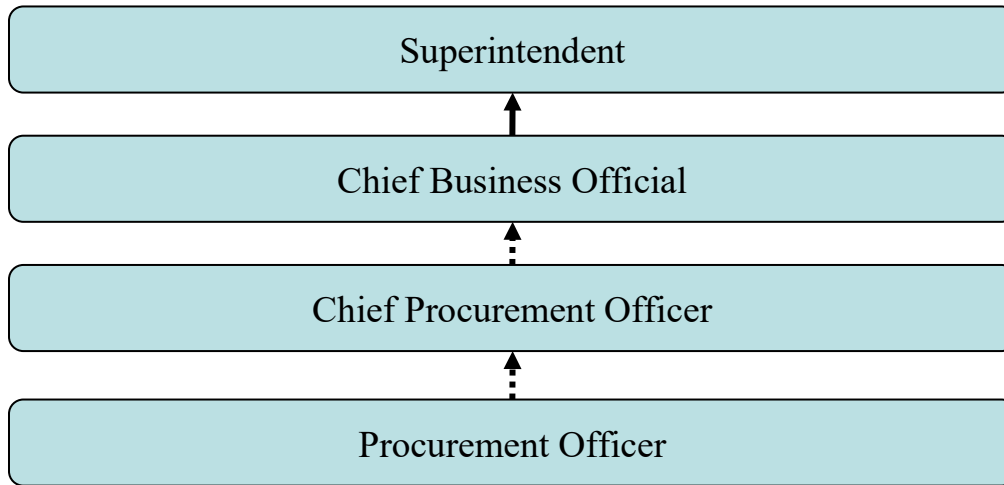 Superintendent
Chief Business Official
Chief Procurement Officer
Procurement Officer